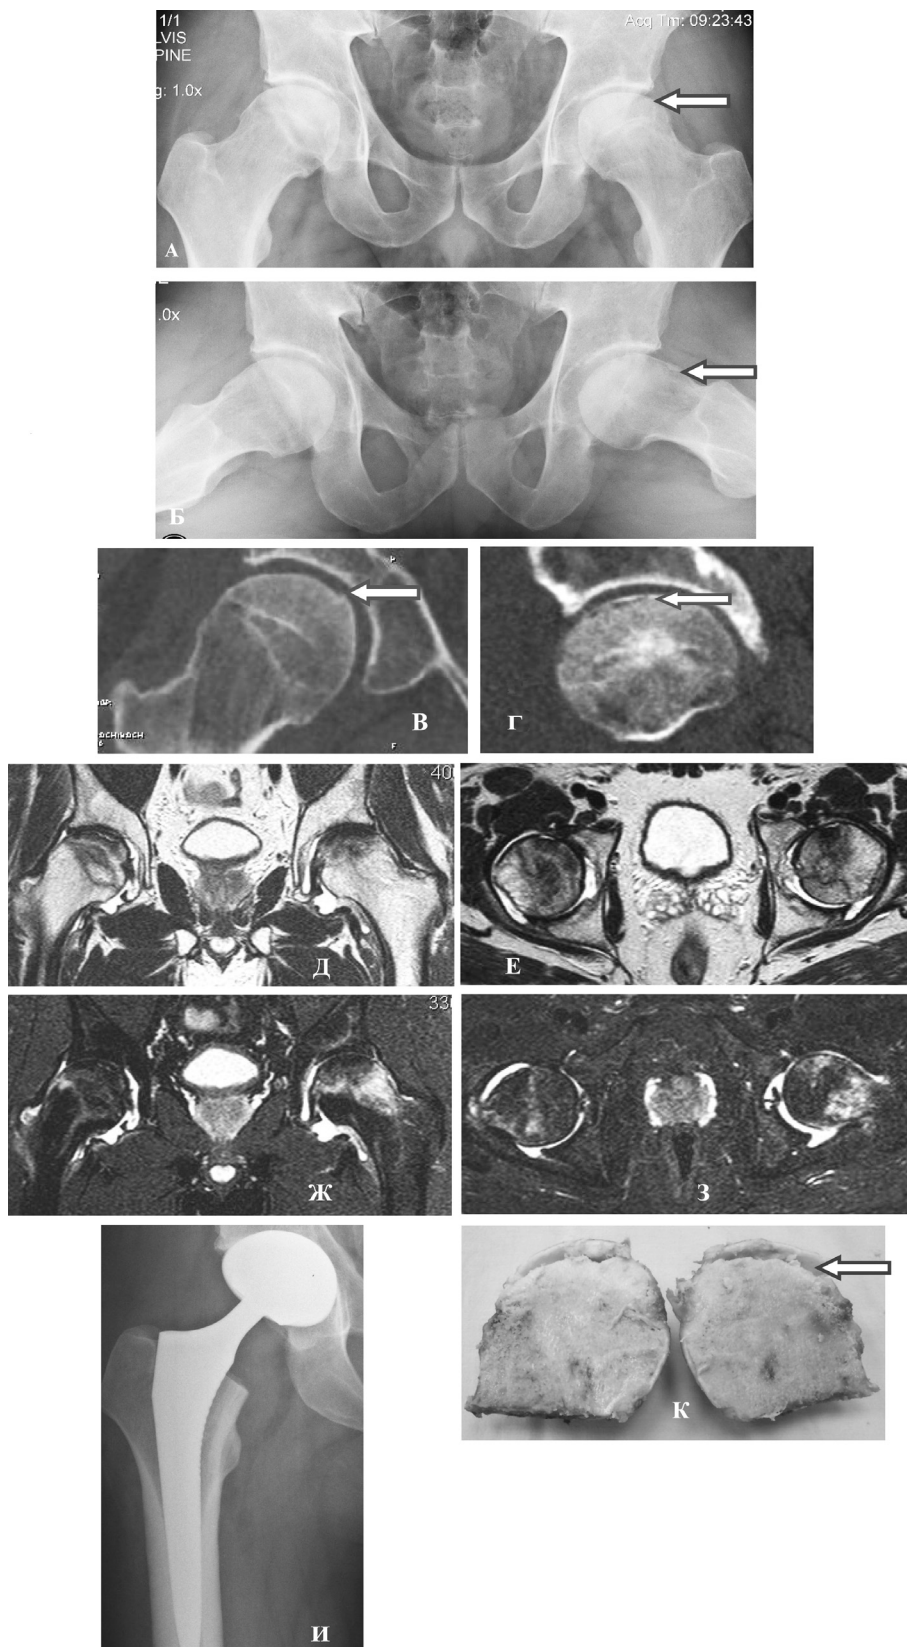 1/1
Acq Tm: 09:23:43
LVIS
PINE
g: 1.0x
А
.0x
Б
В
Г
40
Д
Е
33
Ж
З
И
К